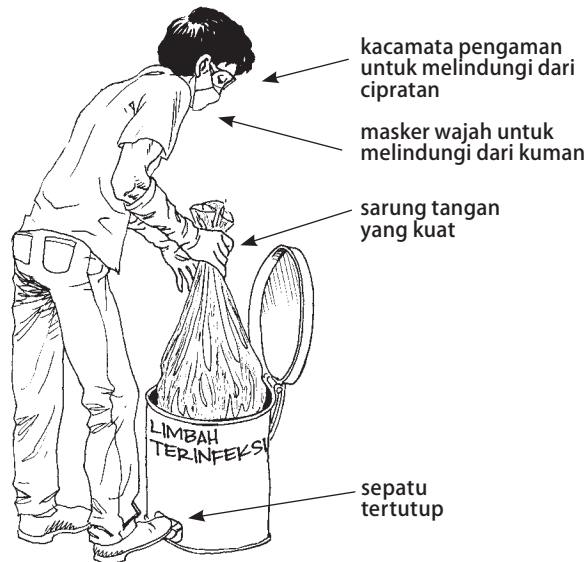 kacamata pengaman
untuk melindungi dari
cipratan
masker wajah untuk
melindungi dari kuman
sarung tangan
yang kuat
LIMBAH
TERINFEKSI
sepatu
tertutup